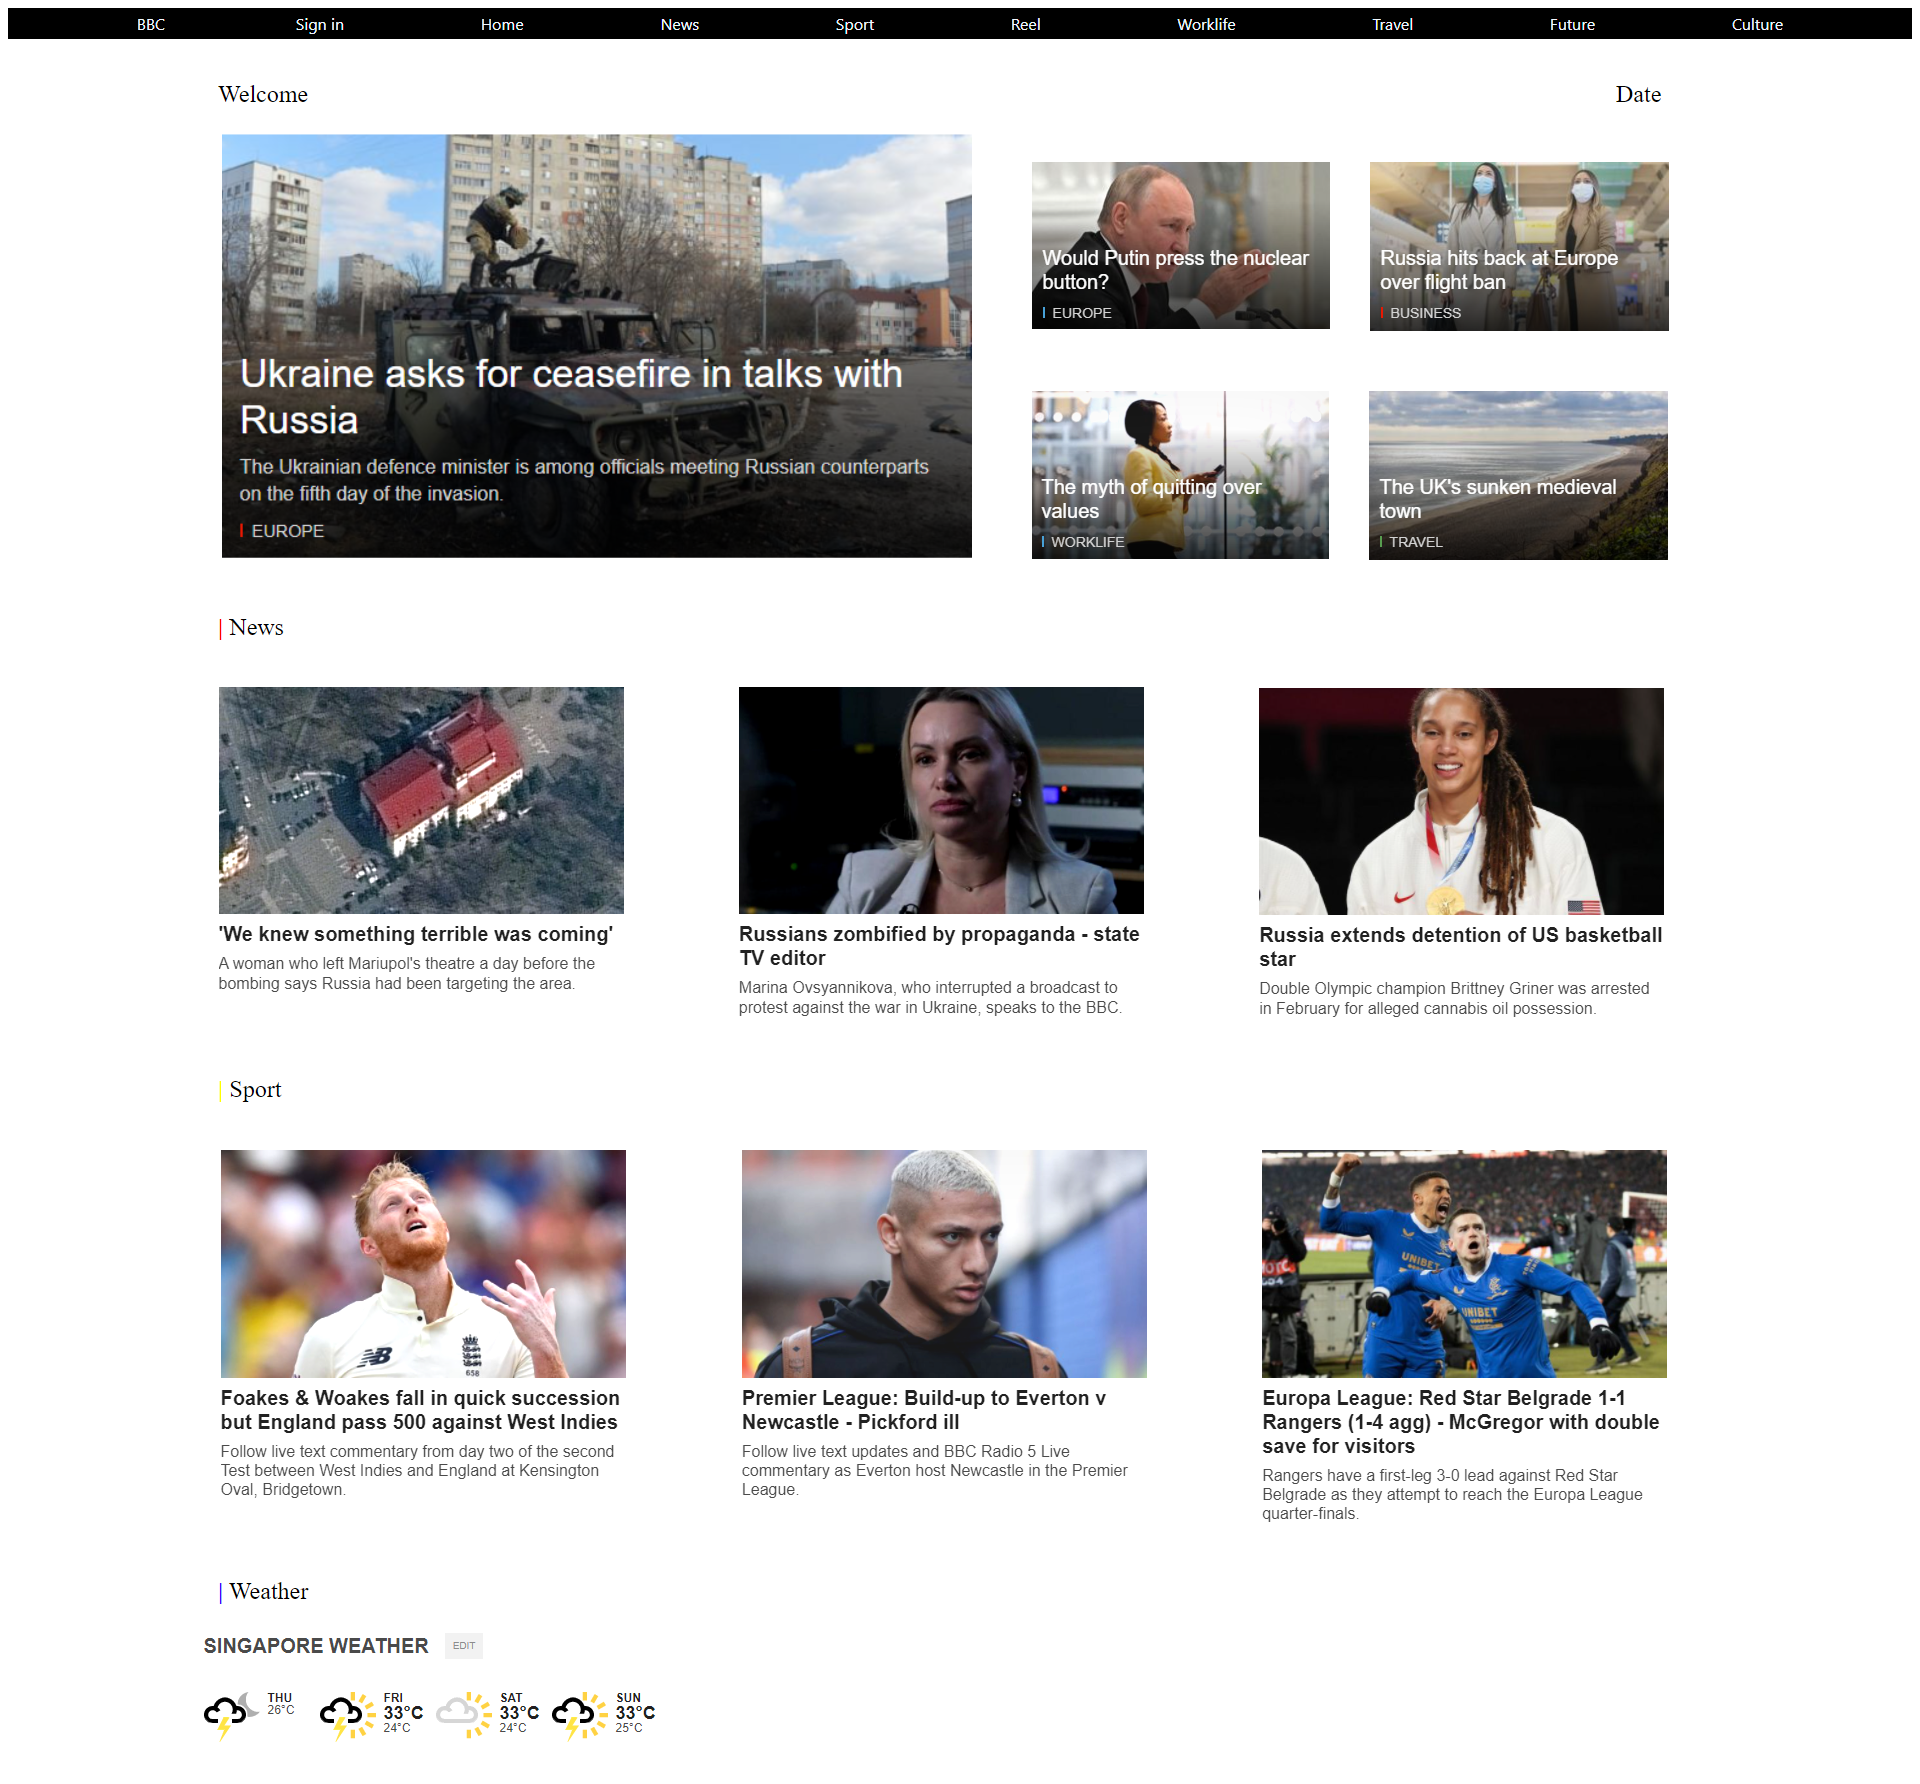 BBC Sign in Home News Sport Reel Worklife Travel Future Culture
Welcome
Date
Ukraine asks for ceasefire in talks with
Russia
The Ukrainian defence minister is among officials meeting Russian counterparts
on the fifth day of the invasion.
EUROPE
Would Putin press the nuclear
button?
EUROPE
Russia hits back at Europe
over flight ban
BUSINESS
The myth of quitting over
values
WORKLIFE
The UK's sunken medieval
town
TRAVEL
News
ДЕТИ
ДЕТИ
'We knew something terrible was coming'
A woman who left Mariupol's theatre a day before the
bombing says Russia had been targeting the area.
Russians zombified by propaganda - state
TV editor
Marina Ovsyannikova, who interrupted a broadcast to
protest against the war in Ukraine, speaks to the BBC.
Russia extends detention of US basketball
star
Double Olympic champion Brittney Griner was arrested
in February for alleged cannabis oil possession.
Sport
NB
658
Foakes & Woakes fall in quick succession
but England pass 500 against West Indies
Follow live text commentary from day two of the second
Test between West Indies and England at Kensington
Oval, Bridgetown.
Premier League: Build-up to Everton v
Newcastle - Pickford ill
Follow live text updates and BBC Radio 5 Live
commentary as Everton host Newcastle in the Premier
League.
UNIBET
UNIBET
Europa League: Red Star Belgrade 1-1
Rangers (1-4 agg) - McGregor with double
save for visitors
Rangers have a first-leg 3-0 lead against Red Star
Belgrade as they attempt to reach the Europa League
quarter-finals.
Weather
SINGAPORE WEATHER EDIT
THU
26°C
FRI
33°C
24°C
SAT
33°C
24°C
SUN
33°C
25°C